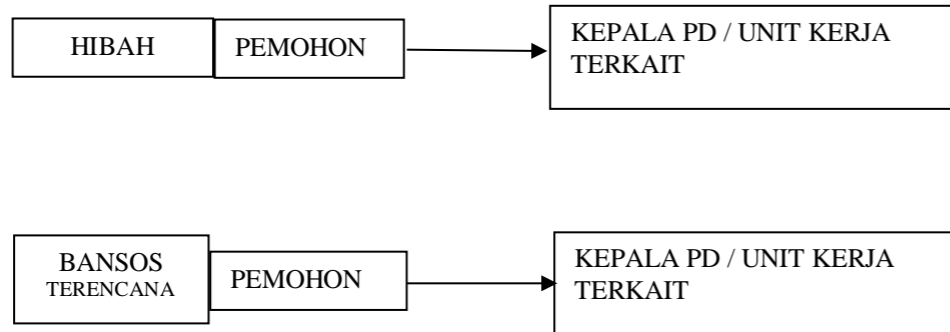 HIBAH
PEMOHON
KEPALA PD / UNIT KERJA
TERKAIT
BANSOS
TERENCANA
PEMOHON
KEPALA PD / UNIT KERJA
TERKAIT